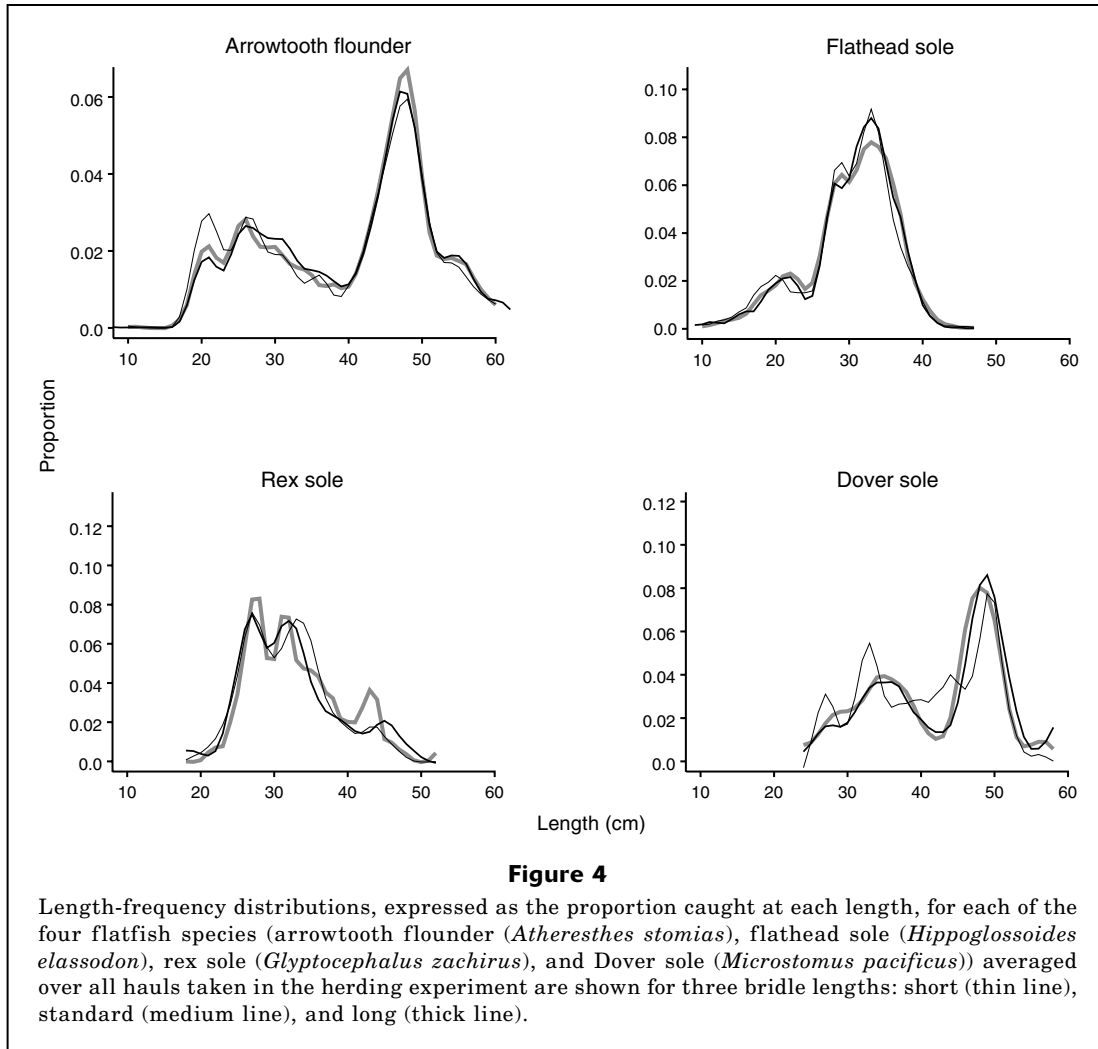 Arrowtooth flounder
Flathead sole
0.06
0.04
0.02
0.0
10 20 30 40 50 60
0.10
0.08
0.06
0.04
0.02
0.0
10 20 30 40 50 60
Proportion
Rex sole
Dover sole
0.12
0.10
0.08
0.06
0.04
0.02
0.0
10 20 30 40 50 60
0.12
0.10
0.08
0.06
0.04
0.02
0.0
10 20 30 40 50 60
Length (cm)
Figure 4
Length-frequency distributions, expressed as the proportion caught at each length, for each of the
four flatfish species (arrowtooth flounder (Atheresthes stomias), flathead sole (Hippoglossoides
elassodon), rex sole (Glyptocephalus zachirus), and Dover sole (Microstomus pacificus)) averaged
over all hauls taken in the herding experiment are shown for three bridle lengths: short (thin line),
standard (medium line), and long (thick line).